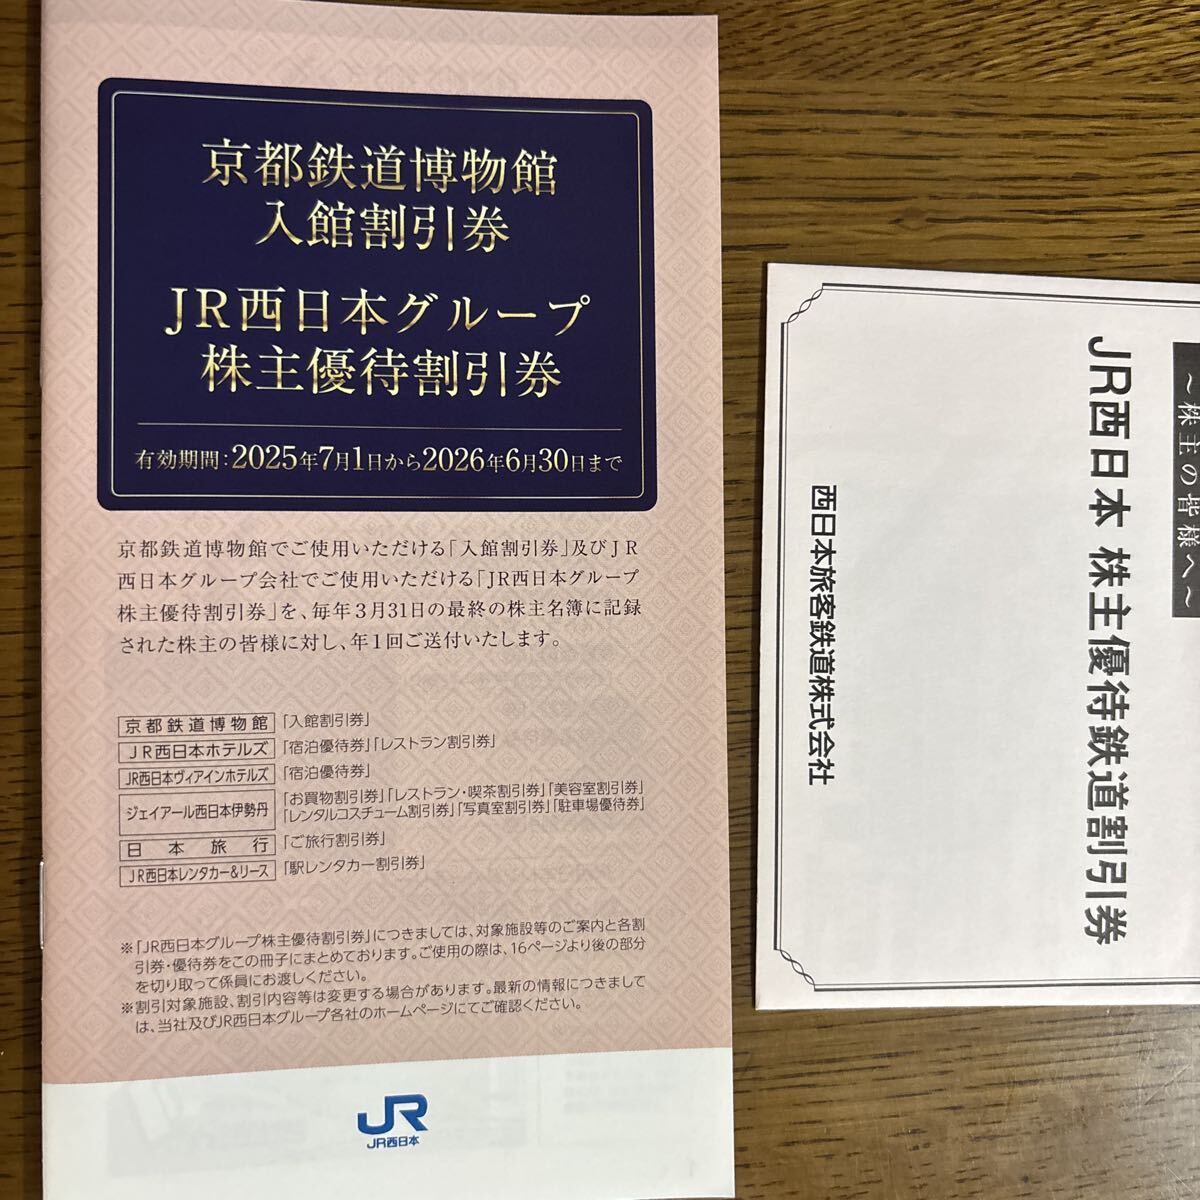 京都鉄道博物館
入館割引券
JR西日本グループ
株主優待割引券
有効期間：2025年7月1日から2026年6月30日まで
京都鉄道博物館でご使用いただける「入館割引券」及びJR
西日本グループ会社でご使用いただける「JR西日本グループ
株主優待割引券」を、毎年3月31日の最終の株主名簿に記録
された株主の皆様に対し、年1回ご送付いたします。
京都鉄道博物館 「入館割引券」
JR西日本ホテルズ 「宿泊優待券」「レストラン割引券」
JR西日本ヴィアインホテルズ 「宿泊優待券」
ジェイアール西日本伊勢丹 「お買物割引券」「レストラン・喫茶割引券」「美容室割引券」
「レンタルコスチューム割引券」「写真室割引券」「駐車場優待券」
日本旅行 「ご旅行割引券」
JR西日本レンタカー&リース 「駅レンタカー割引券」
※「JR西日本グループ株主優待割引券」につきましては、対象施設等のご案内と各割
引券・優待券をこの冊子にまとめております。ご使用の際は、16ページより後の部分
を切り取って係員にお渡しください。
※割引対象施設、割引内容等は変更する場合があります。最新の情報につきまして
は、当社及びJR西日本グループ各社のホームページにてご確認ください。
JR
JR西日本
～株主の皆様へ～
JR西日本 株主優待鉄道割引券
西日本旅客鉄道株式会社